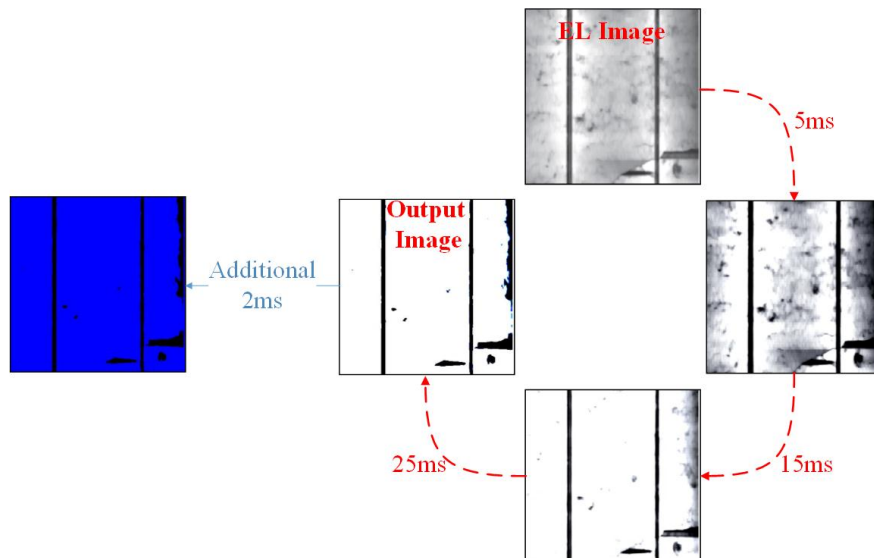 EL Image
5ms
Output
Image
Additional
2ms
25ms
15ms